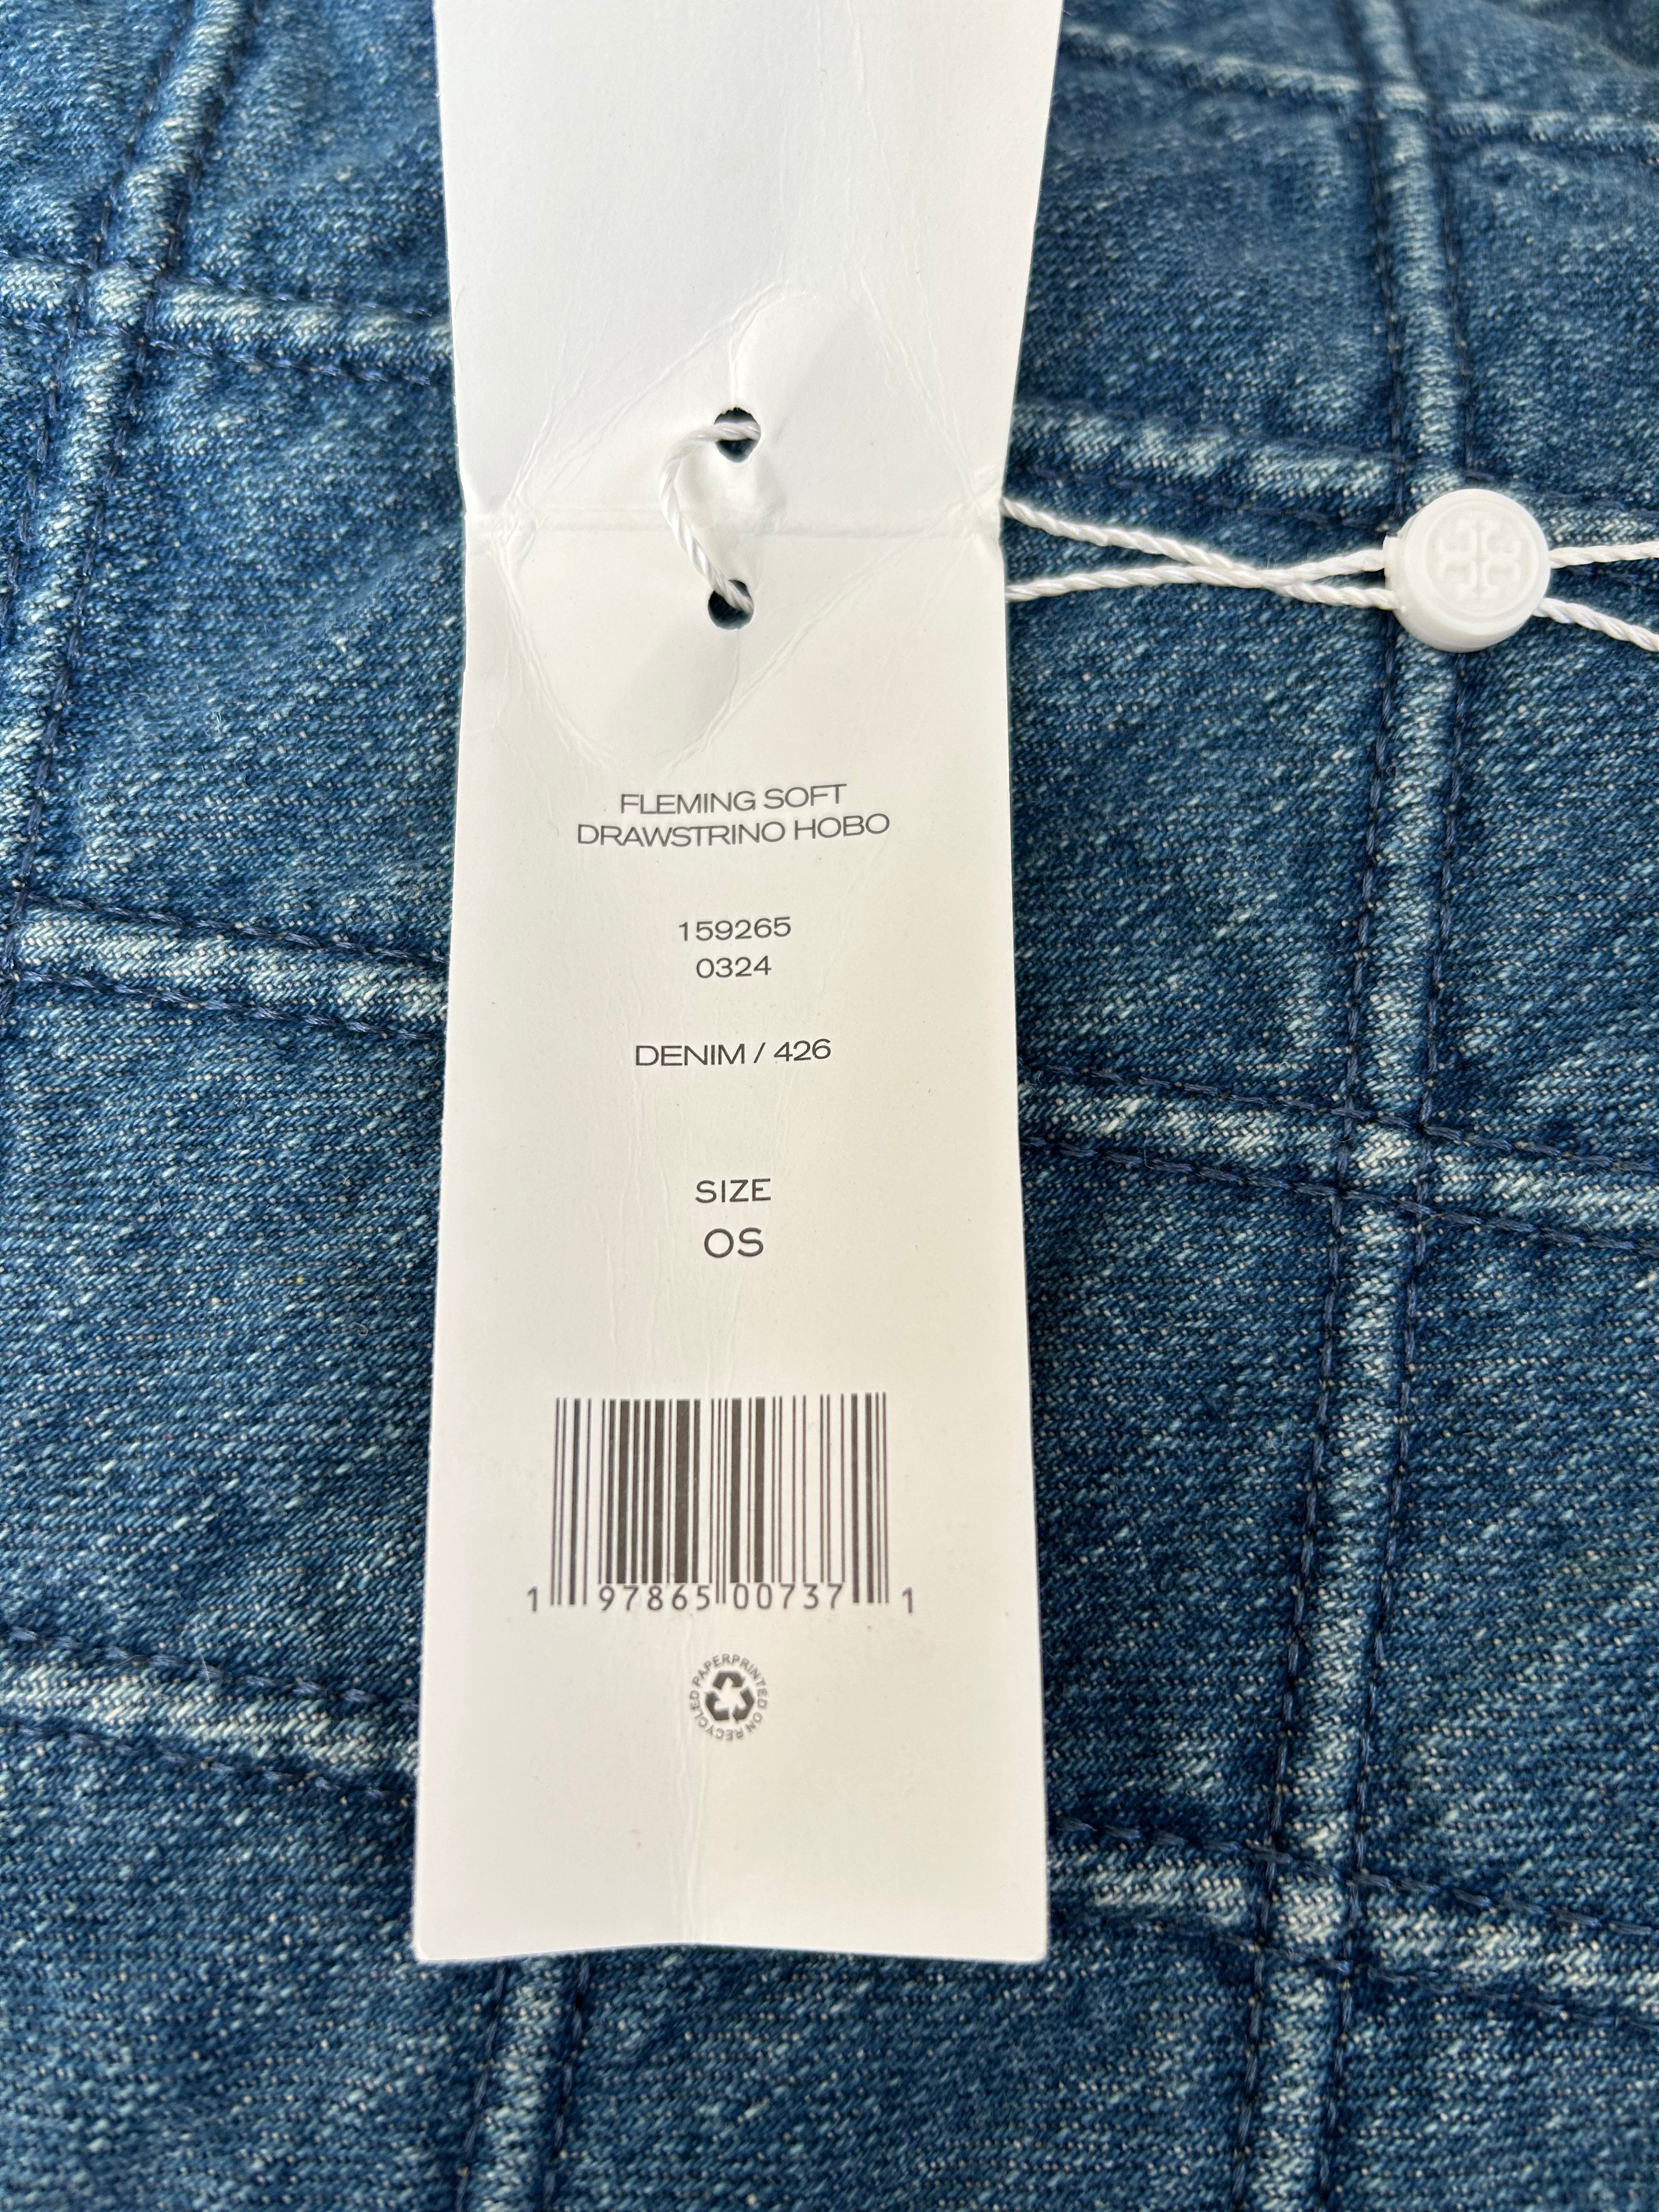 FLEMING SOFT
DRAWSTRINO HOBO
159265
0324
DENIM / 426
SIZE
OS
1 97865 00737 1
PRINTED ON RECYCLED PAPER